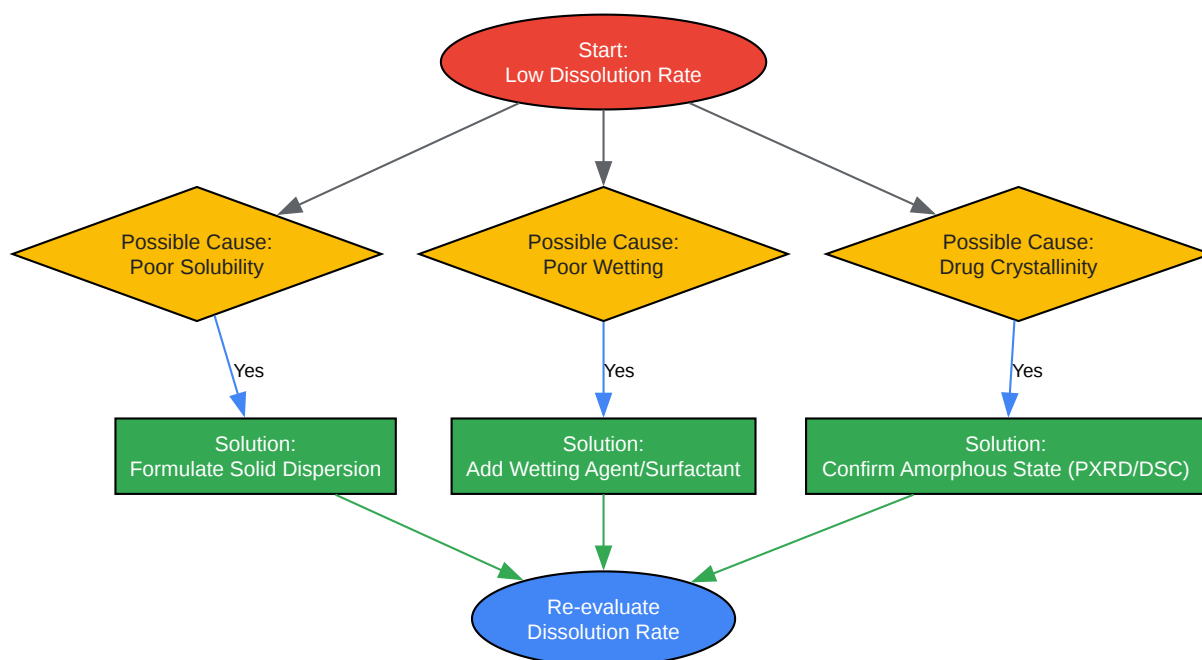 Start:
Low Dissolution Rate
Possible Cause:
Poor Solubility
Possible Cause:
Poor Wetting
Possible Cause:
Drug Crystallinity
Yes
Yes
Yes
Solution:
Formulate Solid Dispersion
Solution:
Add Wetting Agent/Surfactant
Solution:
Confirm Amorphous State (PXRD/DSC)
Re-evaluate
Dissolution Rate